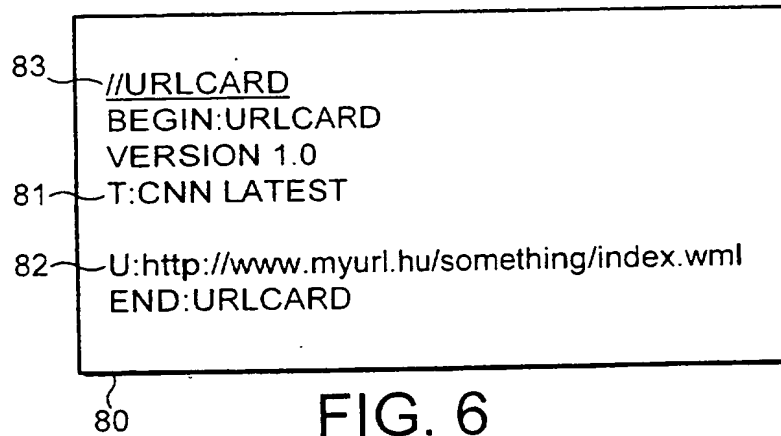 83
//URLCARD
BEGIN:URLCARD
VERSION 1.0
81 T:CNN LATEST
82 U:http://www.myurl.hu/something/index.wml
END:URLCARD
80
FIG. 6